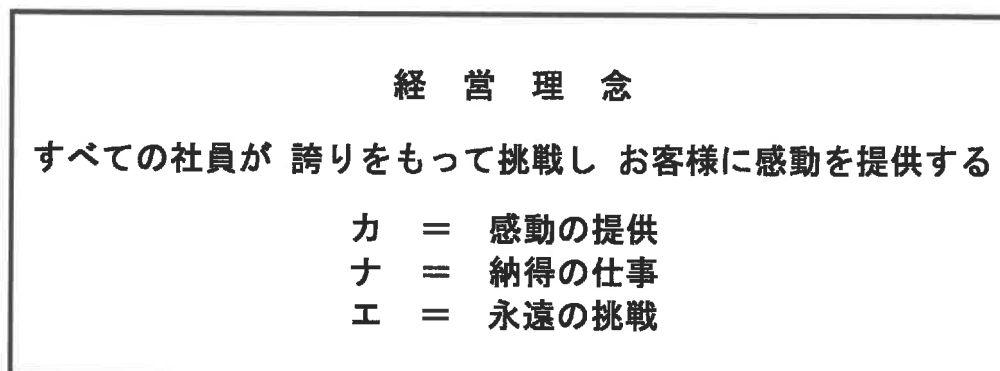 経 営 理 念
すべての社員が 誇りをもって挑戦し お客様に感動を提供する
カ ＝ 感動の提供
ナ ＝ 納得の仕事
エ ＝ 永遠の挑戦